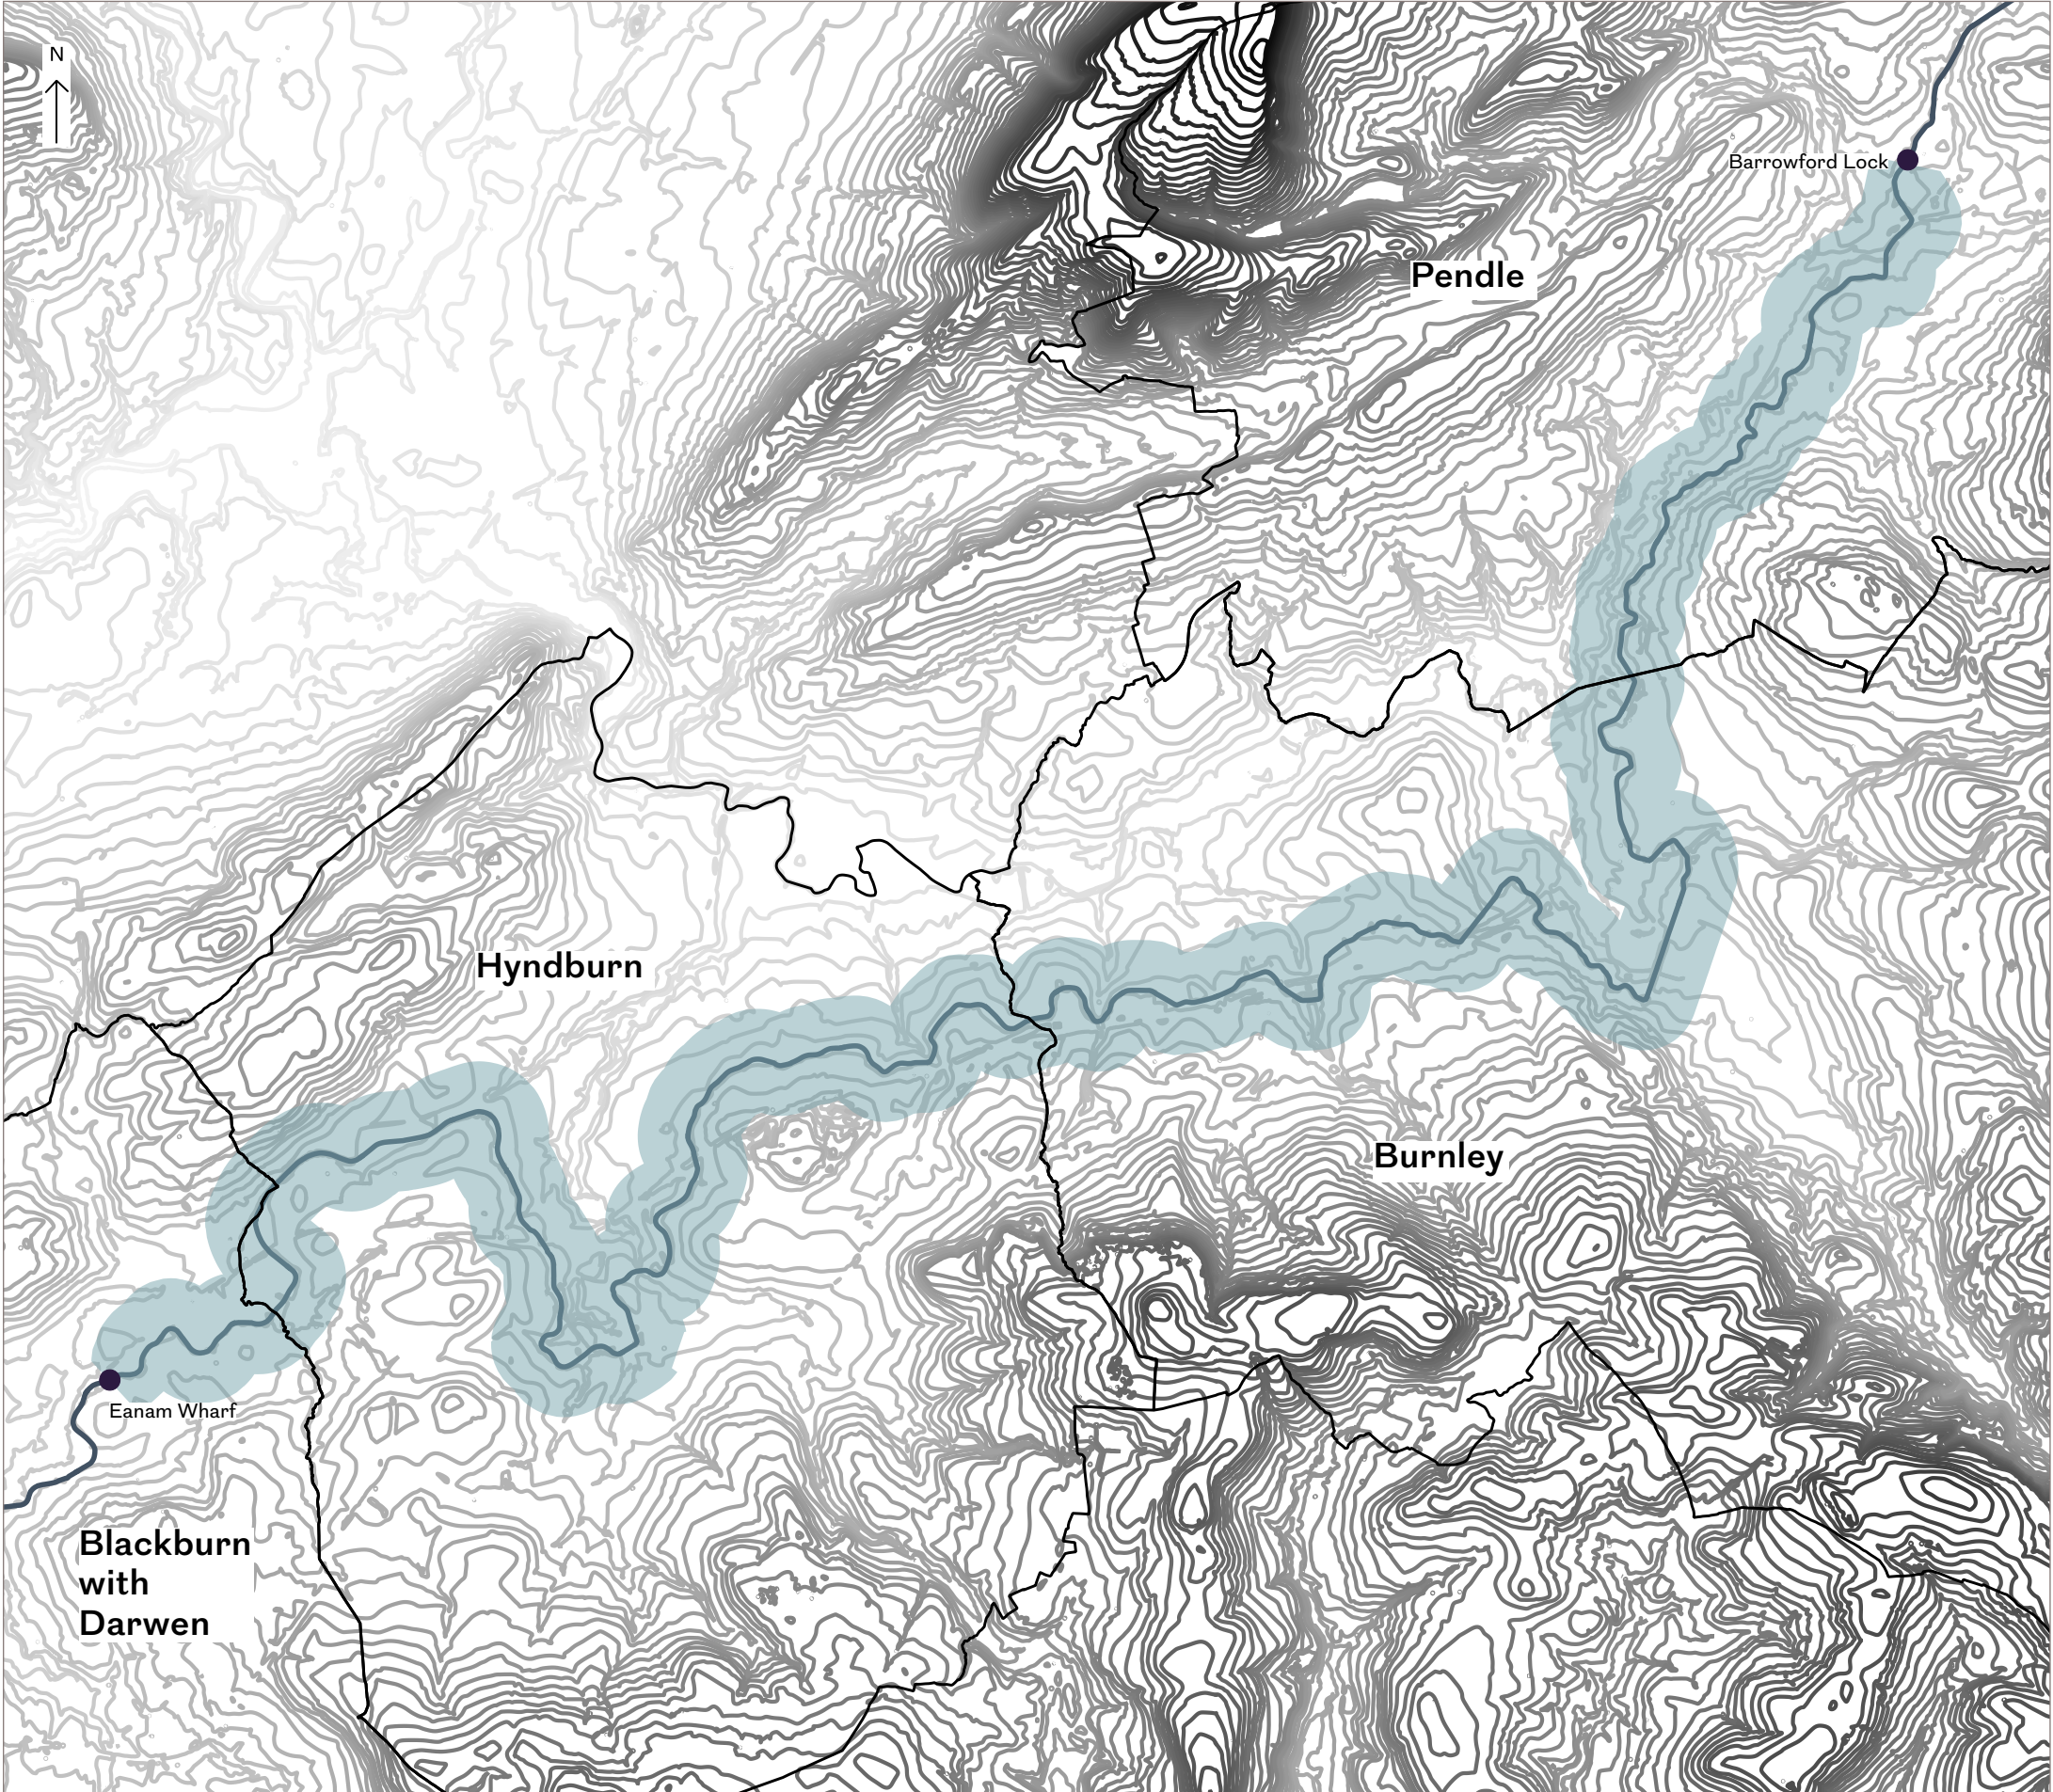 N
Barrowford Lock
Pendle
Hyndburn
Burnley
Eanam Wharf
Blackburn
with
Darwen